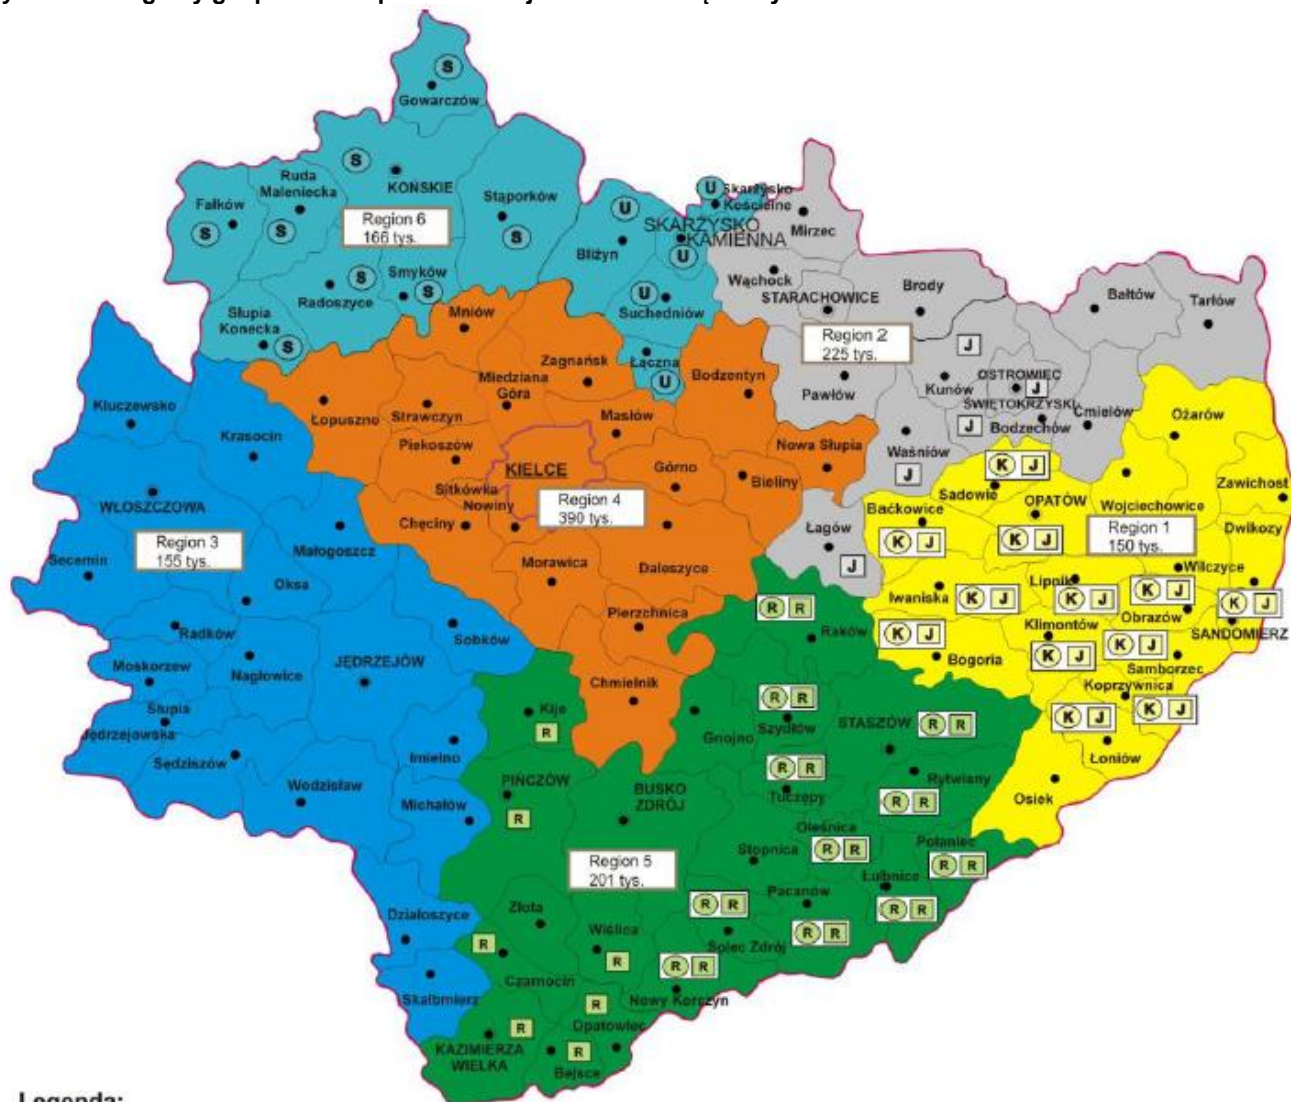 S
Gowarczów
S
Ruda
Maleniecka
KOŃSKIE
Stąporków
Fałków
S
S
S
Region 6
166 tys.
U
U
Skarżysko
Kościelne
SKARŻYSKO
KAMIENNA
U
Bliżyn
Mirzec
Wąchock
STARACHOWICE
Brody
Bałtów
Tarłów
Radoszyce
S
Smyków
S
U
Suchedniów
Słupia
Konecka
S
Mniów
Zagnańsk
Łączna
U
Bodzentyn
Region 2
225 tys.
J
Pawłów
Kunów
OSTROWIEC
J
ŚWIĘTOKRZYSKI
J
Bodzechów
Ćmielów
Ożarów
Kluczewsko
Krasocin
Łopuszno
Strawczyn
Miedziana
Góra
Masłów
Piekoszów
KIELCE
Górno
Nowa Słupia
Bieliny
Waśniów
J
K J
Sadowie
OPATÓW
Wojciechowice
Zawichost
WŁOSZCZOWA
Sitkówka
Nowiny
Region 4
390 tys.
Chęciny
Baćkowice
K J
K J
Region 1
150 tys.
Dwikozy
Łagów
J
Region 3
155 tys.
Małogoszcz
Secemin
Oksa
Morawica
Daleszyce
Wilczyce
Iwaniska
K J
Lipnik
K J
K J
Obrazów
K J
SANDOMIERZ
Pierzchnica
R R
Raków
K J
Bogoria
Klimontów
K J
K J
Samborzec
Radków
Sobków
Moskorzew
Nagłowice
JĘDRZEJÓW
Chmielnik
Koprzywnica
K J
K J
Łoniów
Słupia
Jędrzejowska
Sędziszów
Kije
R
Gnojno
R R
Szydłów
STASZÓW
R R
Imielno
Wodzisław
Michałów
PIŃCZÓW
R
BUSKO
ZDRÓJ
R R
Tuczępy
Rytwiany
R R
Osiek
Oleśnica
R R
Połaniec
R R
Stopnica
Region 5
201 tys.
Łubnice
R R
Pacanów
R R
R R
Solec Zdrój
Działoszyce
Złota
R
Wiślica
R
Czarnocin
Skalbmierz
R R
Nowy Korczyn
R
Opatowiec
R
KAZIMIERZA
WIELKA
R
Bejsce
Legenda: